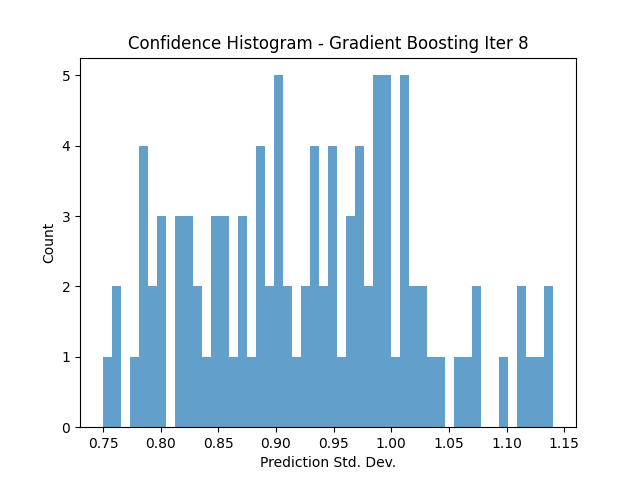 Confidence Histogram - Gradient Boosting Iter 8
5
4
3
2
1
0
Count
0.75 0.80 0.85 0.90 0.95 1.00 1.05 1.10 1.15
Prediction Std. Dev.